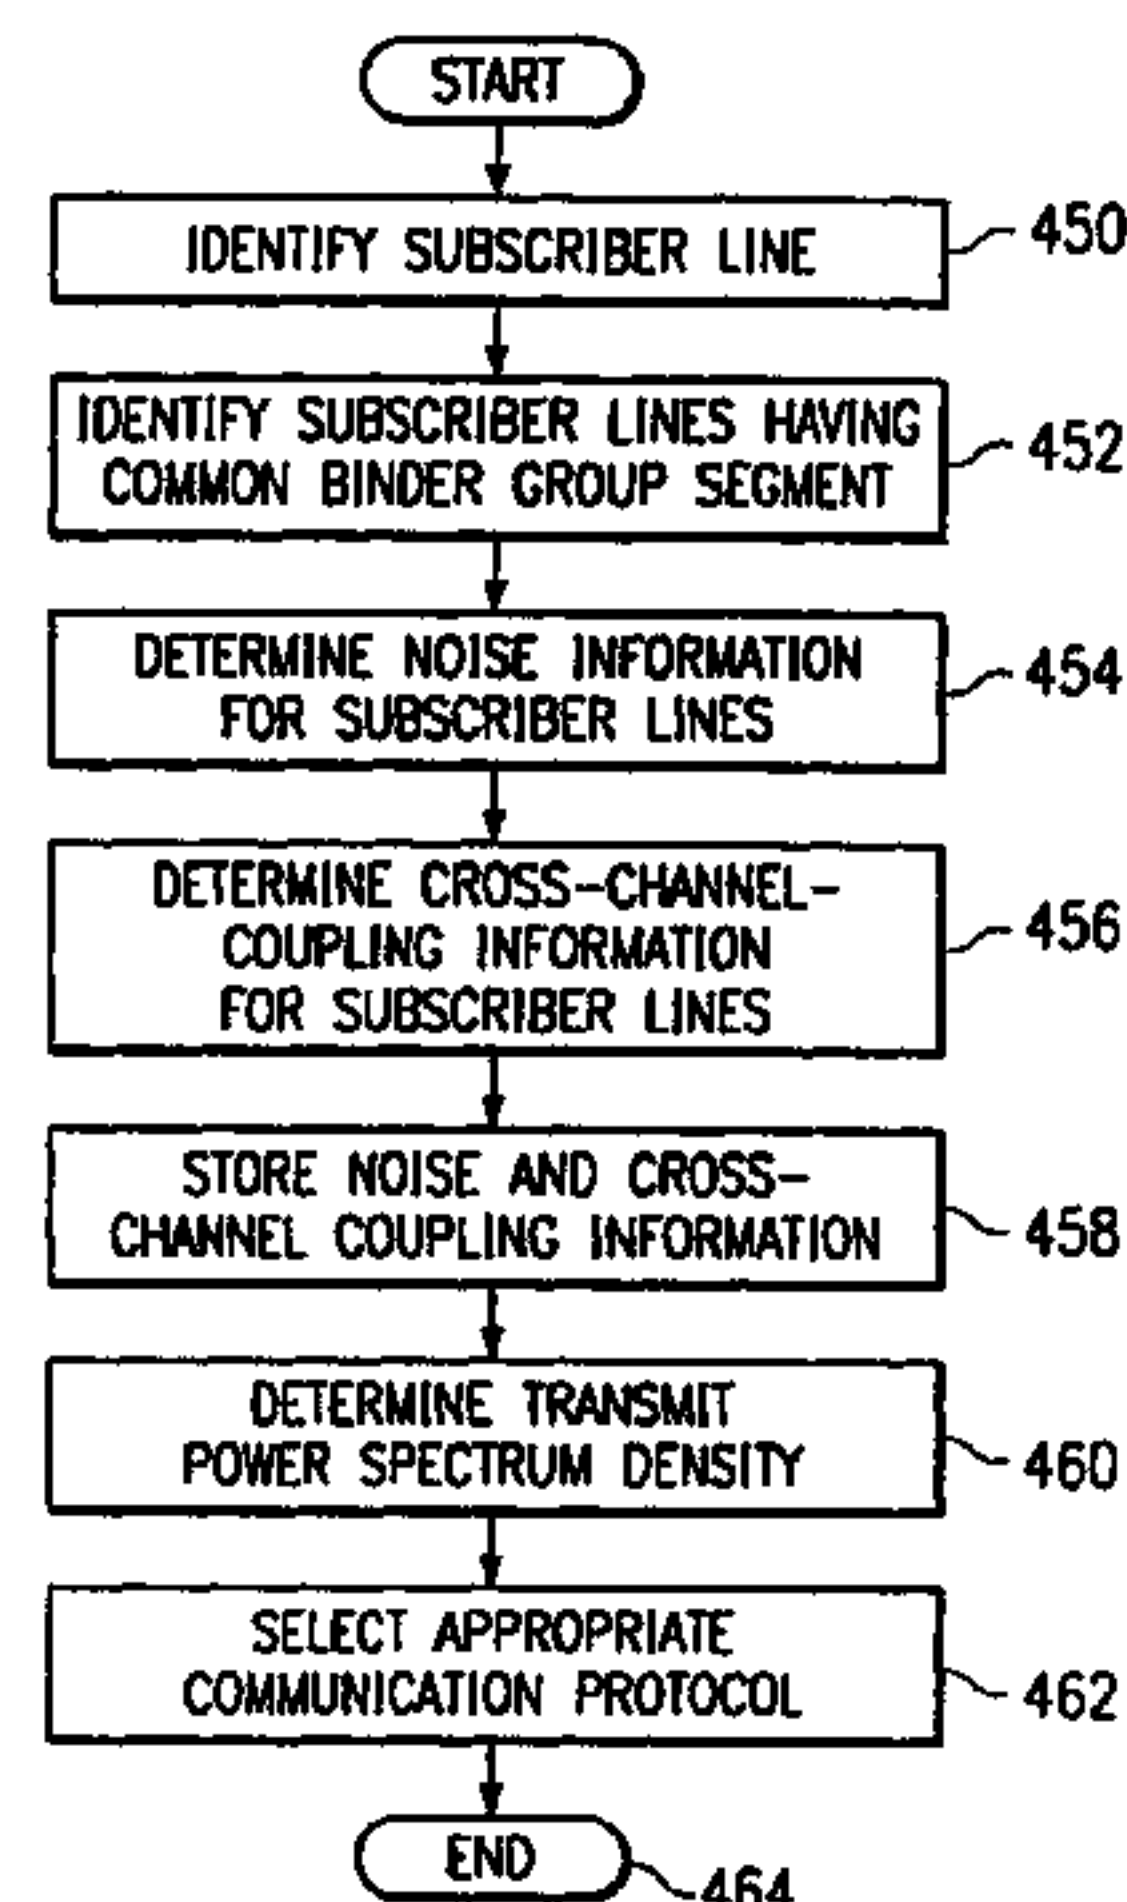 START
IDENTIFY SUBSCRIBER LINE
450
IDENTIFY SUBSCRIBER LINES HAVING
COMMON BINDER GROUP SEGMENT
452
DETERMINE NOISE INFORMATION
FOR SUBSCRIBER LINES
454
DETERMINE CROSS-CHANNEL-
COUPLING INFORMATION
FOR SUBSCRIBER LINES
456
STORE NOISE AND CROSS-
CHANNEL COUPLING INFORMATION
458
DETERMINE TRANSMIT
POWER SPECTRUM DENSITY
460
SELECT APPROPRIATE
COMMUNICATION PROTOCOL
462
END
464